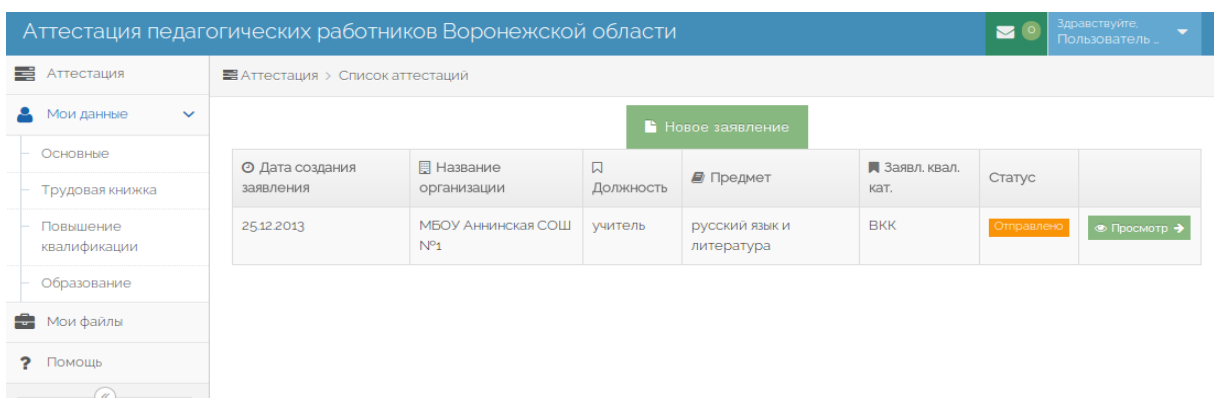 Аттестация педагогических работников Воронежской области
0
Здравствуйте,
Пользователь ...
Аттестация
Мои данные
Основные
Трудовая книжка
Повышение
квалификации
Образование
Мои файлы
? Помощь
Аттестация > Список аттестаций
Новое заявление
Дата создания
заявления
Название
организации
Должность
Предмет
Заявл. квал.
кат.
Статус
25.12.2013
МБОУ Аннинская СОШ
№1
учитель
русский язык и
литература
ВКК
Отправлено
Просмотр